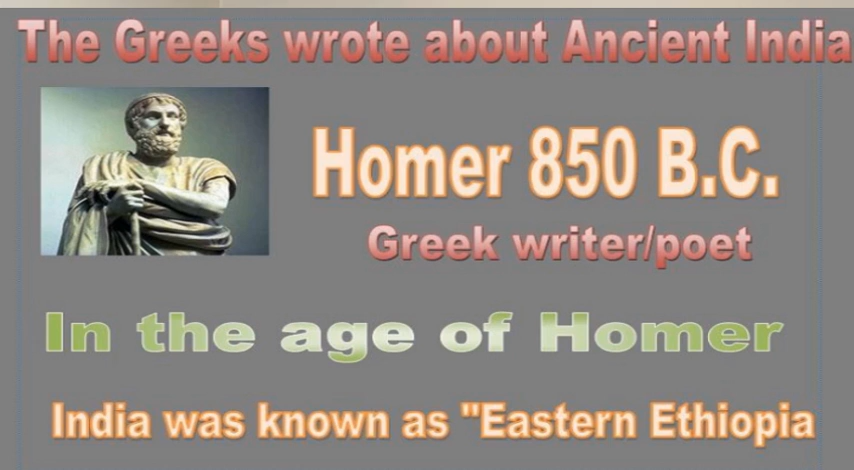 The Greeks wrote about Ancient India
Homer 850 B.C.
Greek writer/poet
In the age of Homer
India was known as "Eastern Ethiopia